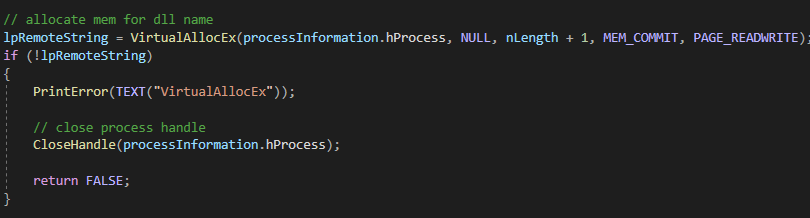 // allocate mem for dll name
lpRemoteString = VirtualAllocEx(processInformation.hProcess, NULL, nLength + 1, MEM_COMMIT, PAGE_READWRITE);
if (!lpRemoteString)
{
    PrintError(TEXT("VirtualAllocEx"));
    // close process handle
    CloseHandle(processInformation.hProcess);
    return FALSE;
}